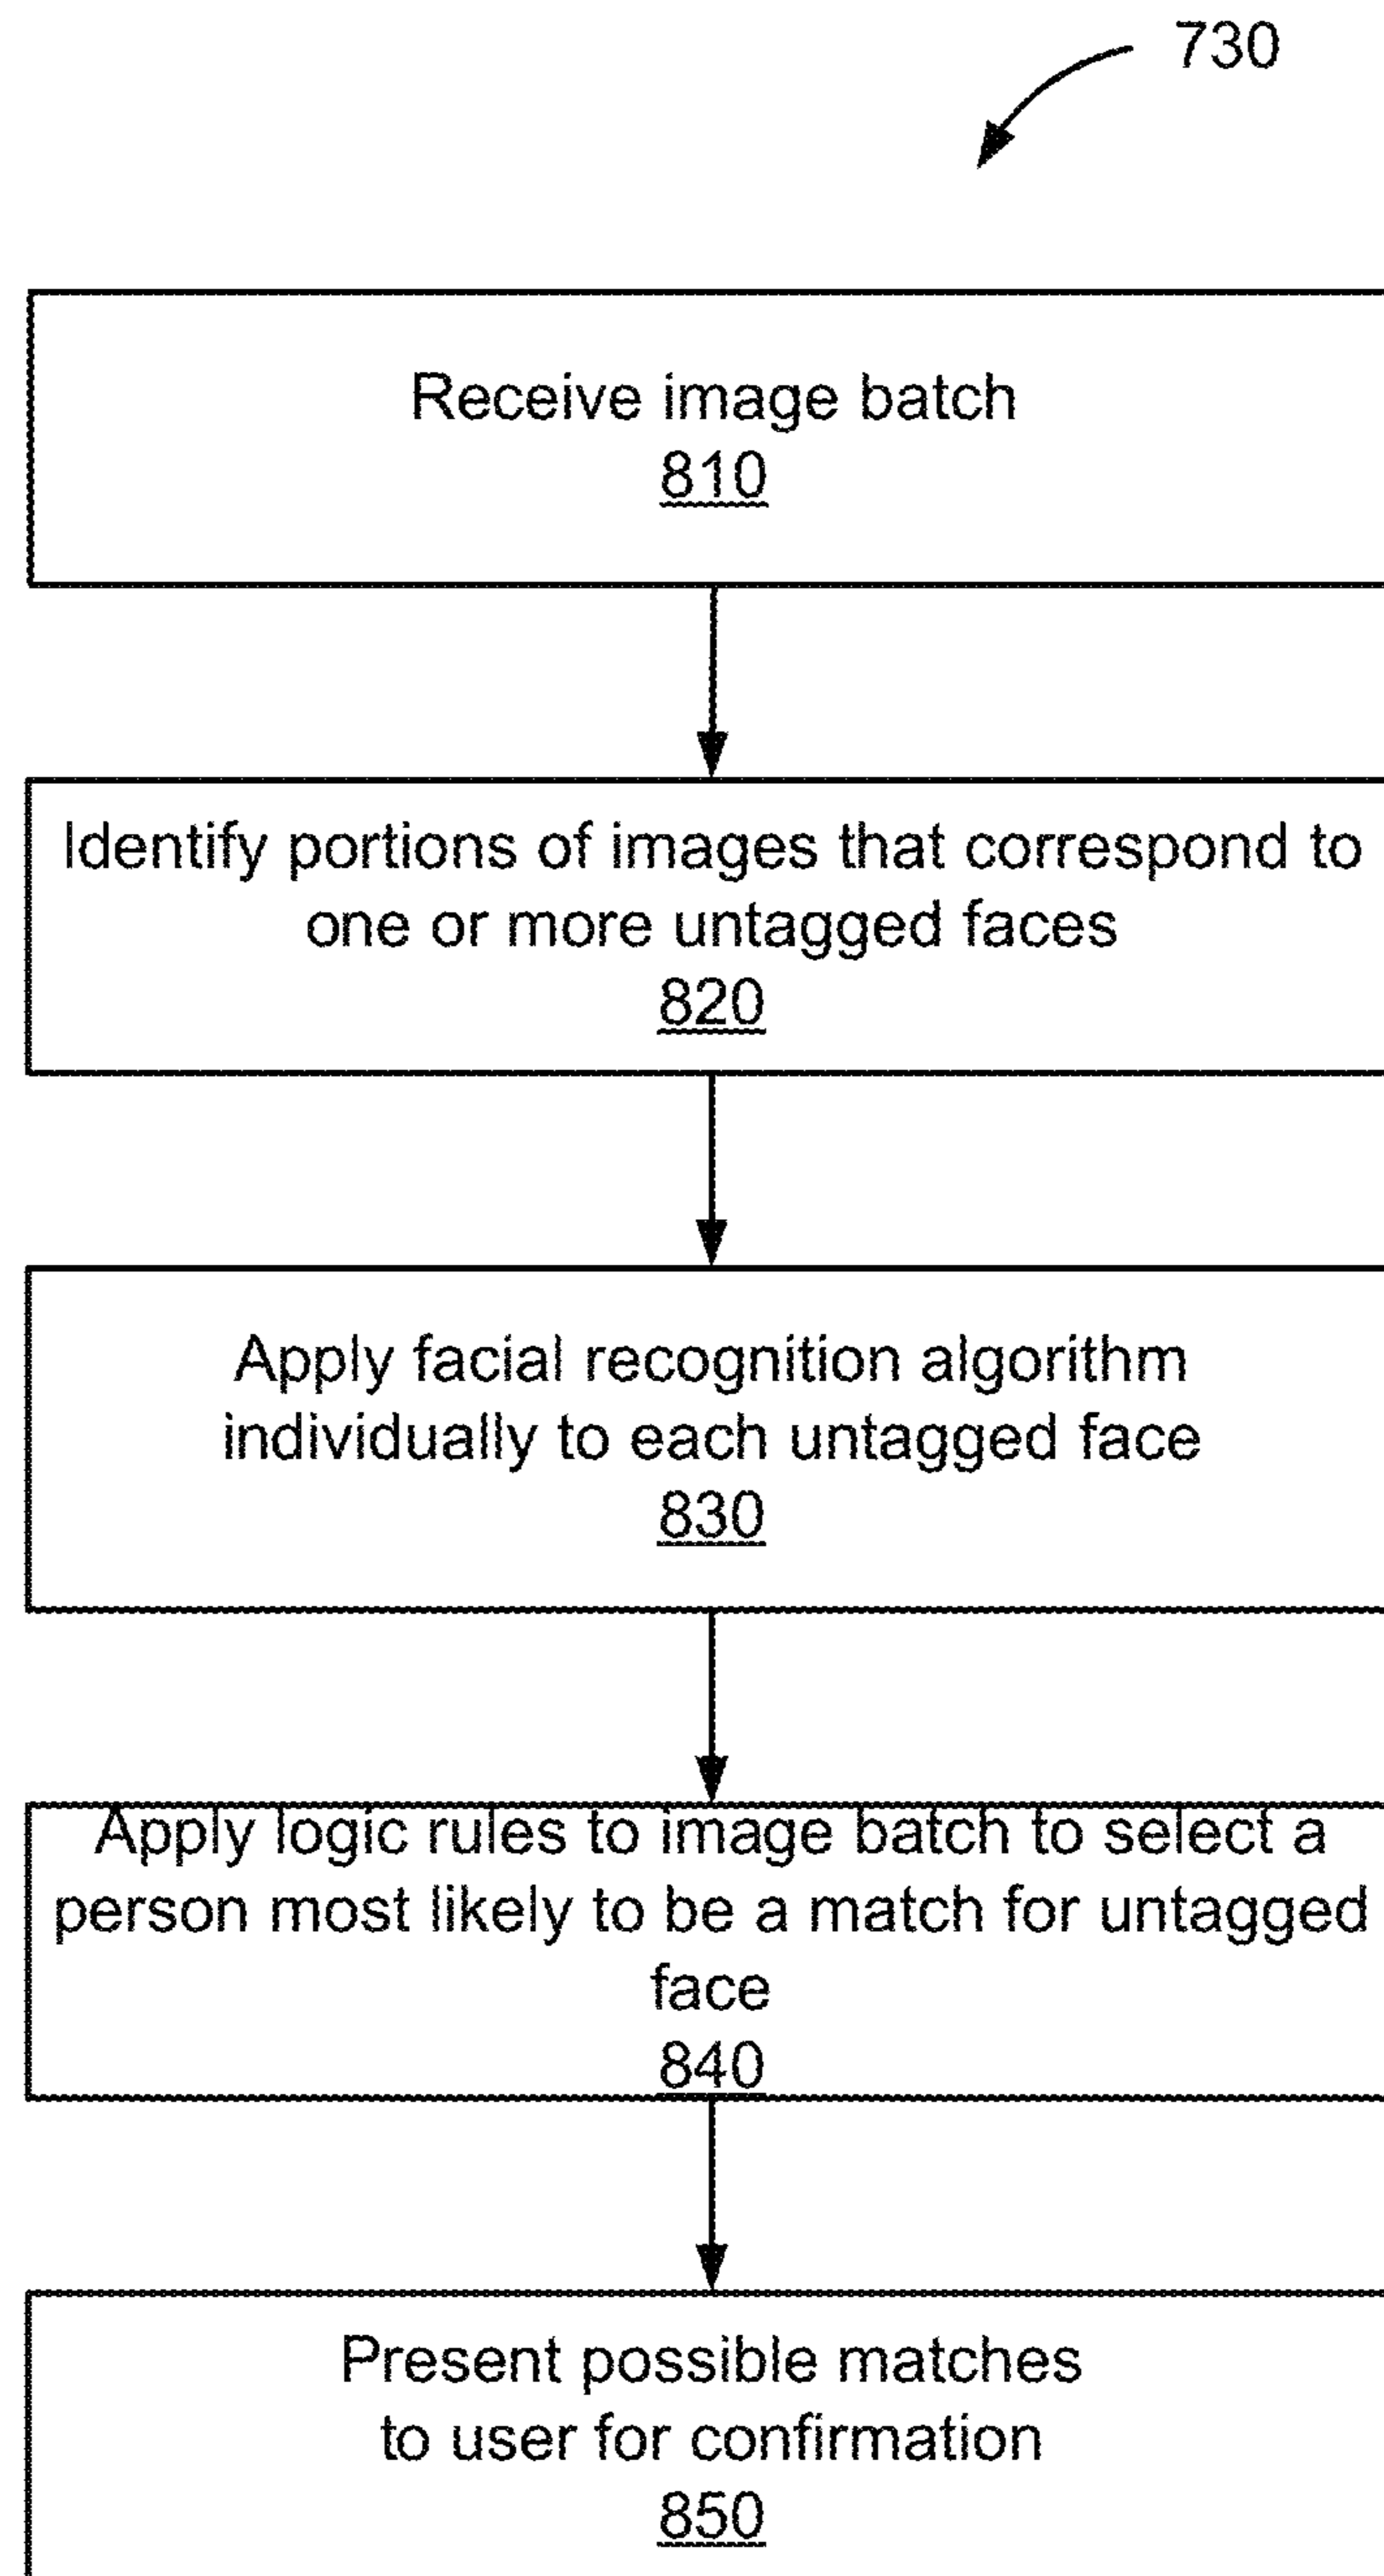 730
Receive image batch
810
Identify portions of images that correspond to
one or more untagged faces
820
Apply facial recognition algorithm
individually to each untagged face
830
Apply logic rules to image batch to select a
person most likely to be a match for untagged
face
840
Present possible matches
to user for confirmation
850